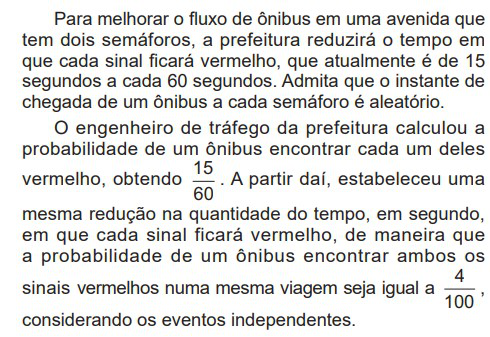 Para melhorar o fluxo de ônibus em uma avenida que
tem dois semáforos, a prefeitura reduzirá o tempo em
que cada sinal ficará vermelho, que atualmente é de 15
segundos a cada 60 segundos. Admita que o instante de
chegada de um ônibus a cada semáforo é aleatório.
O engenheiro de tráfego da prefeitura calculou a
probabilidade de um ônibus encontrar cada um deles
vermelho, obtendo 15/60. A partir daí, estabeleceu uma
mesma redução na quantidade do tempo, em segundo,
em que cada sinal ficará vermelho, de maneira que
a probabilidade de um ônibus encontrar ambos os
sinais vermelhos numa mesma viagem seja igual a 4/100,
considerando os eventos independentes.